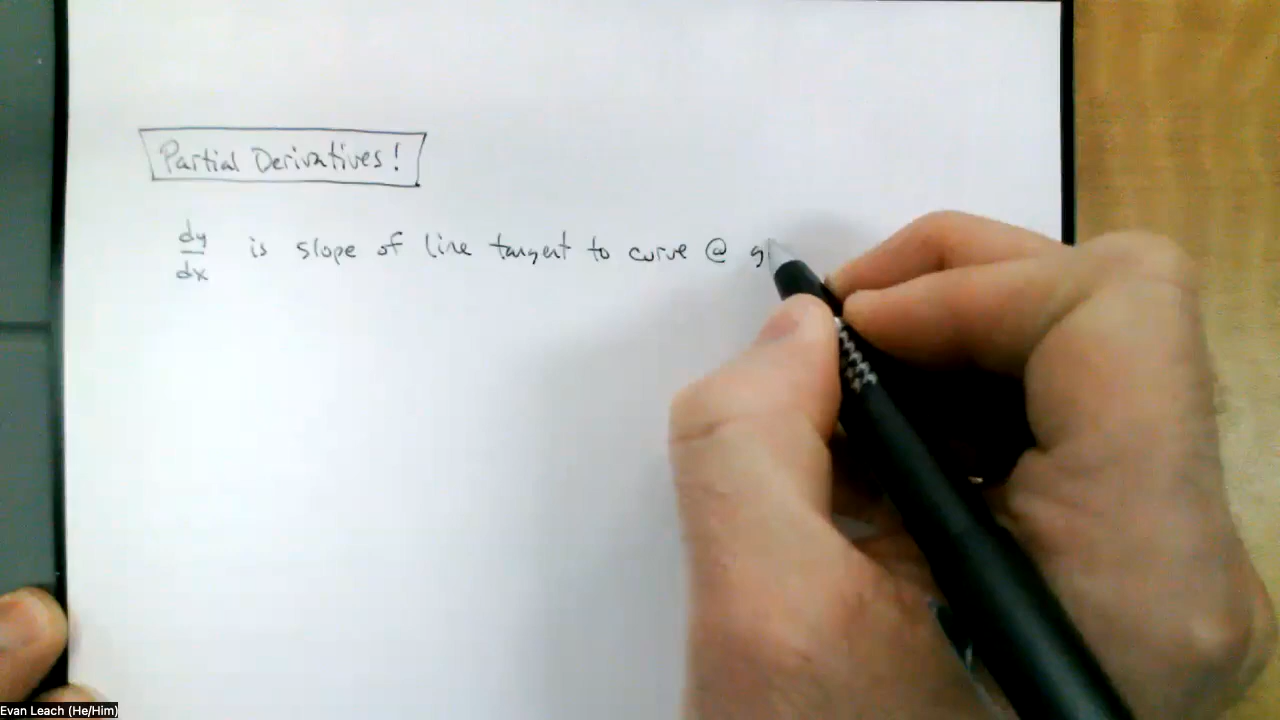 Partial Derivatives!
dy
dx is slope of line tangent to curve @
Evan Leach (He/Him)